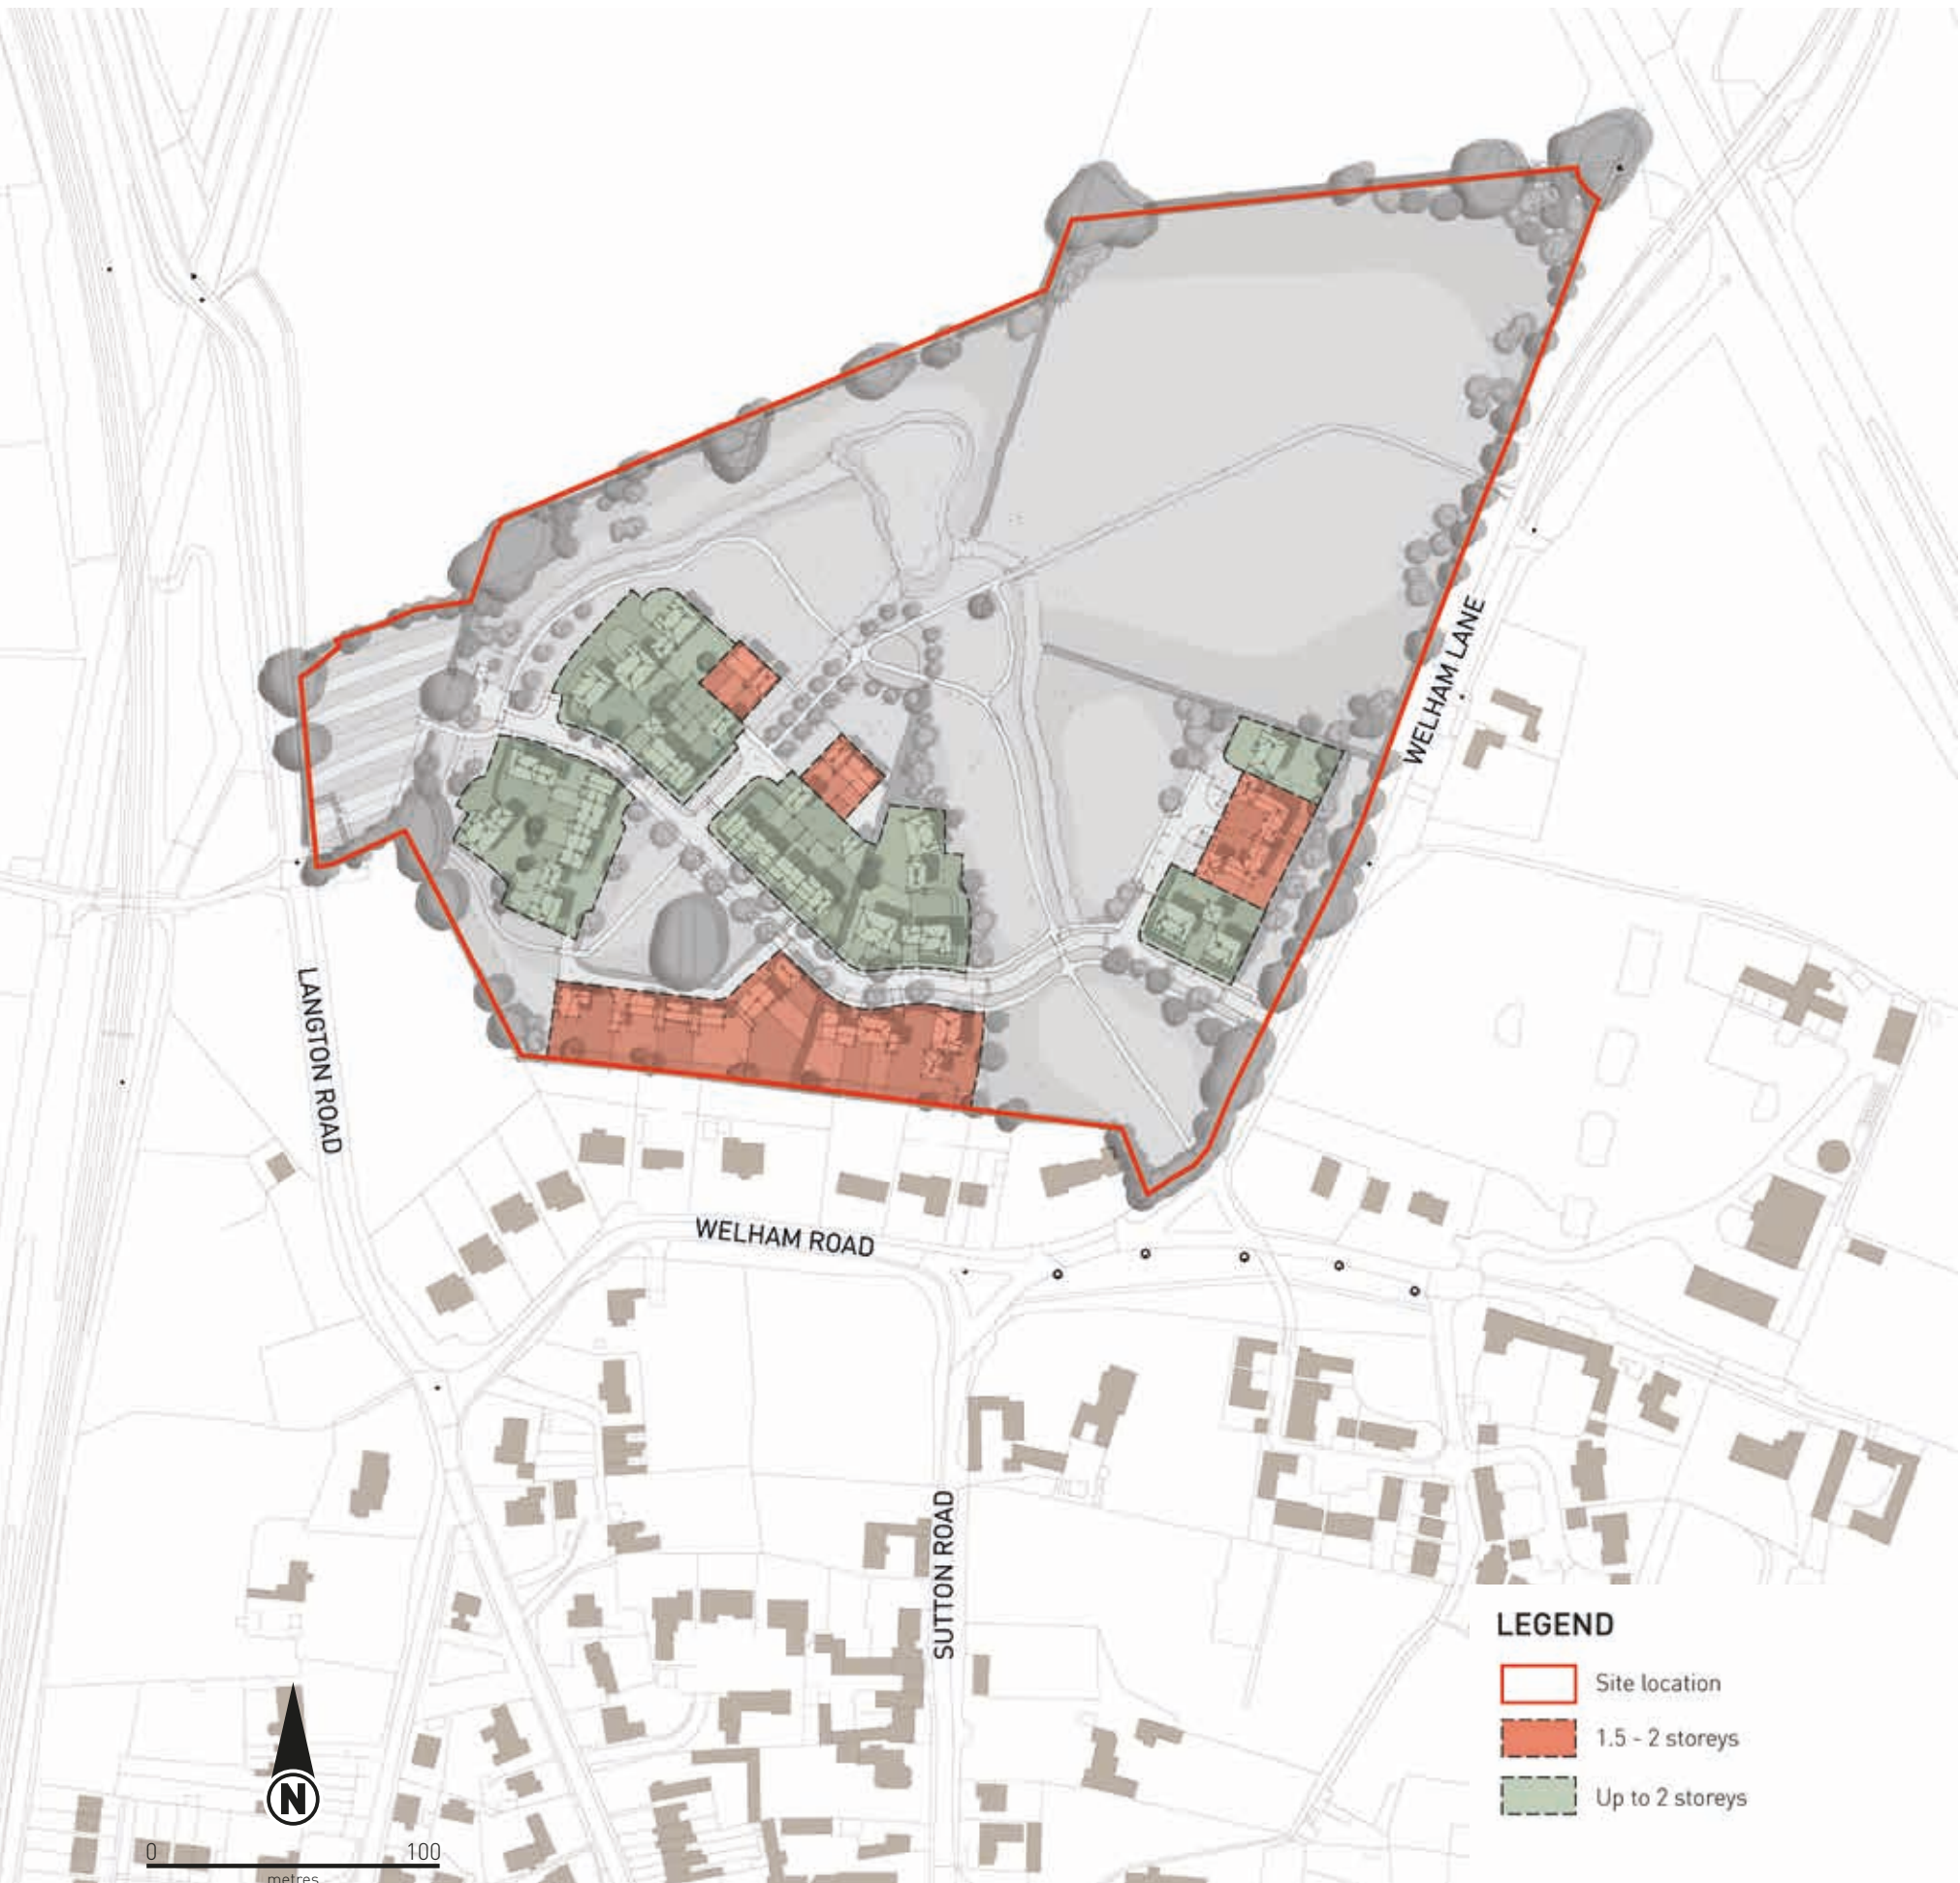 WELHAM LANE
LANGTON ROAD
WELHAM ROAD
SUTTON ROAD
LEGEND
Site location
1.5 - 2 storeys
Up to 2 storeys
N
0 100
metres